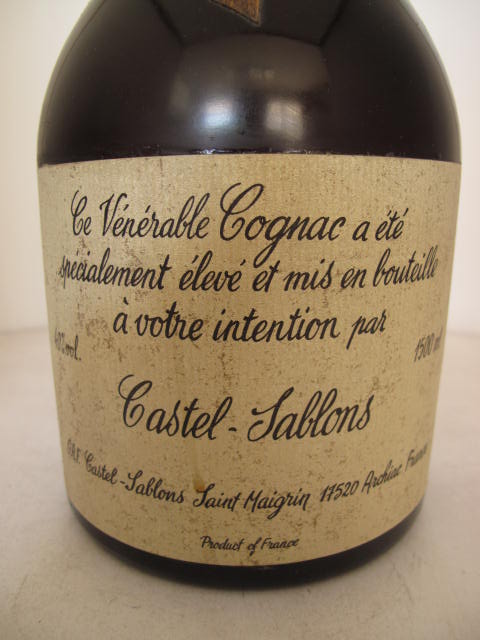 Ce Vénérable Cognac a été
spécialement élevé et mis en bouteille
à votre intention par
40% vol. 1500 ml
Castel-Sablons
Castel-Sablons Saint Maigrin 17520 Archiac France
Product of France